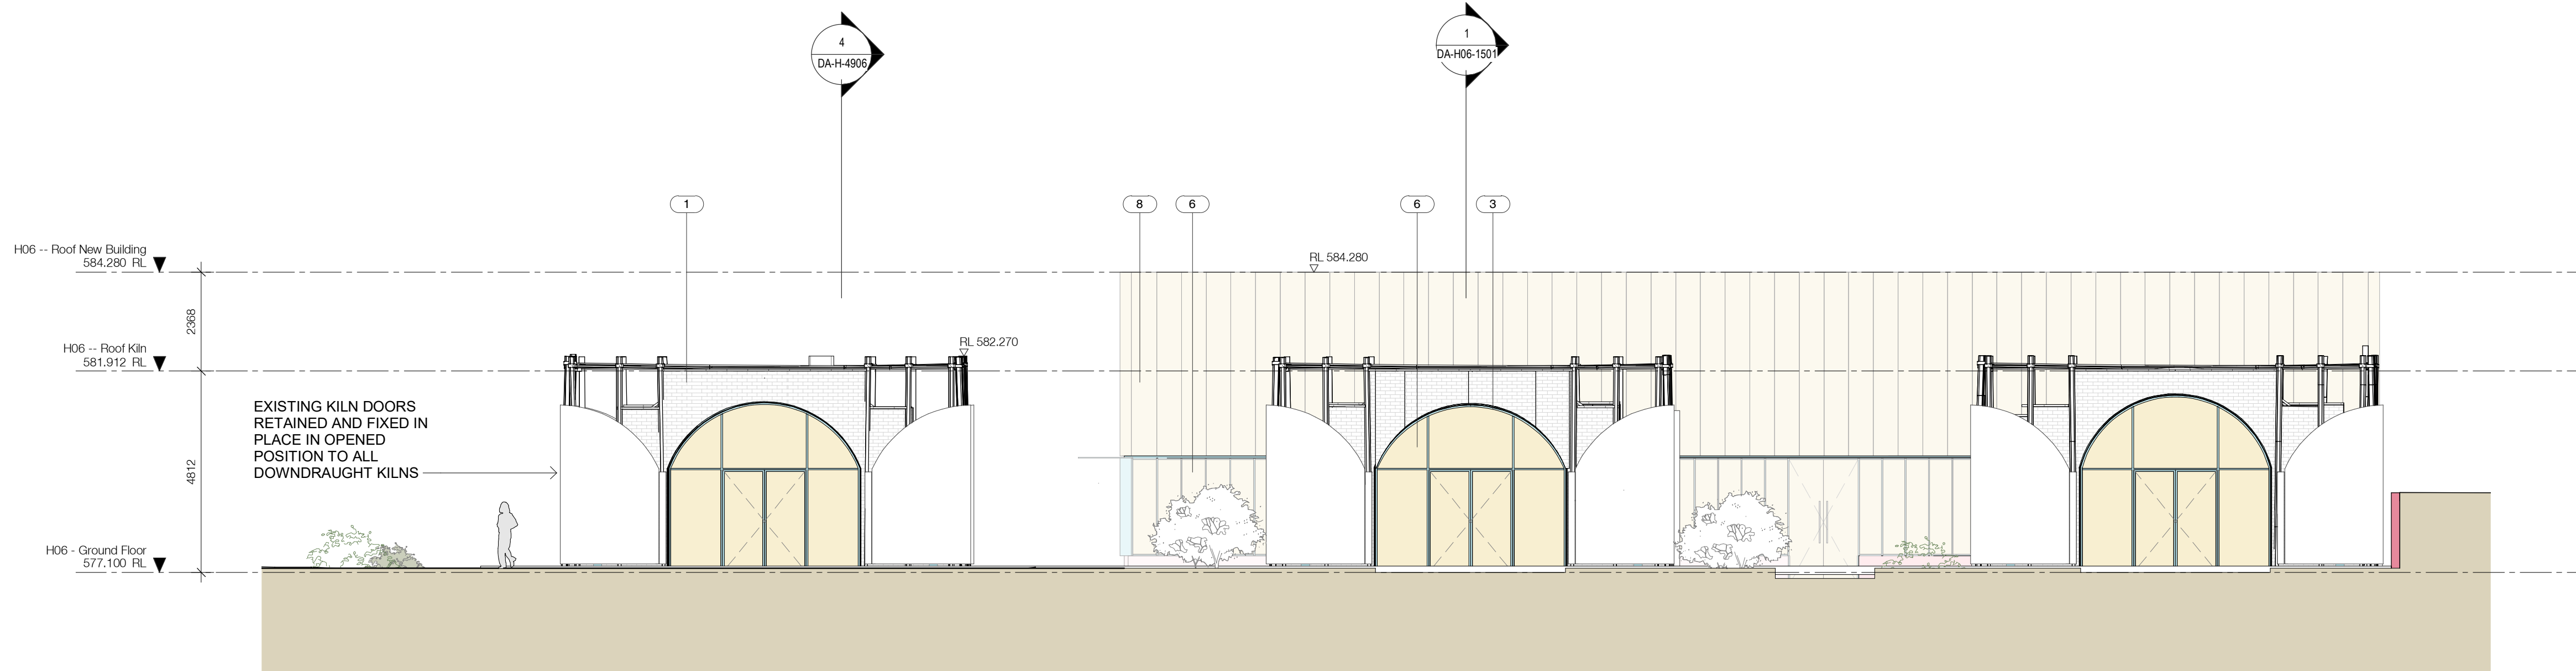 4
DA-H-4906
1
DA-H06-1501
1
8
6
6
3
H06 -- Roof New Building
584.280 RL
RL 584.280
2368
H06 -- Roof Kiln
581.912 RL
RL 582.270
EXISTING KILN DOORS
RETAINED AND FIXED IN
PLACE IN OPENED
POSITION TO ALL
DOWNDRAUGHT KILNS
4812
H06 - Ground Floor
577.100 RL